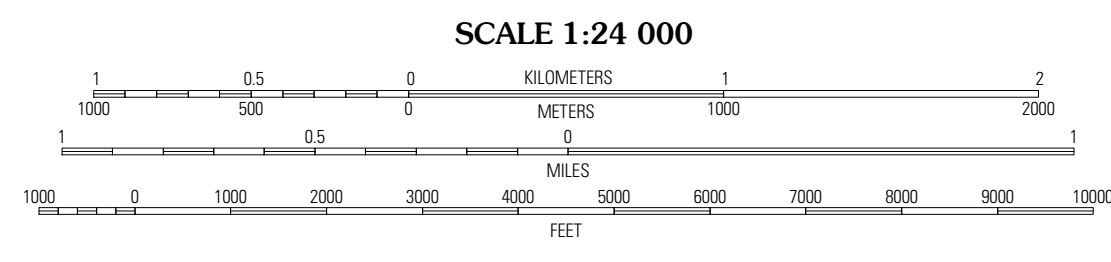 SCALE 1:24 000
1 0.5 0 KILOMETERS 1 2
1000 500 0 METERS 1000 2000
1 0.5 0 1
MILES
1000 0 1000 2000 3000 4000 5000 6000 7000 8000 9000 10000
FEET